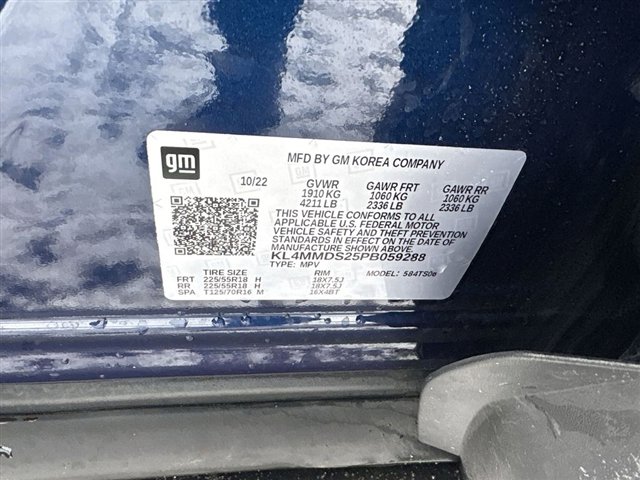 gm
MFD BY GM KOREA COMPANY
10/22 GVWR GAWR FRT GAWR RR
1910 KG 1060 KG 1060 KG
4211 LB 2336 LB 2336 LB
THIS VEHICLE CONFORMS TO ALL
APPLICABLE U.S. FEDERAL MOTOR
VEHICLE SAFETY AND THEFT PREVENTION
STANDARDS IN EFFECT ON THE DATE OF
MANUFACTURE SHOWN ABOVE.
KL4MMDS25PB059288
TYPE: MPV
TIRE SIZE RIM MODEL: 584TS06
FRT 225/55R18 H 18X7.5J
RR 225/55R18 H 18X7.5J
SPA T125/70R16 M 16X4BT